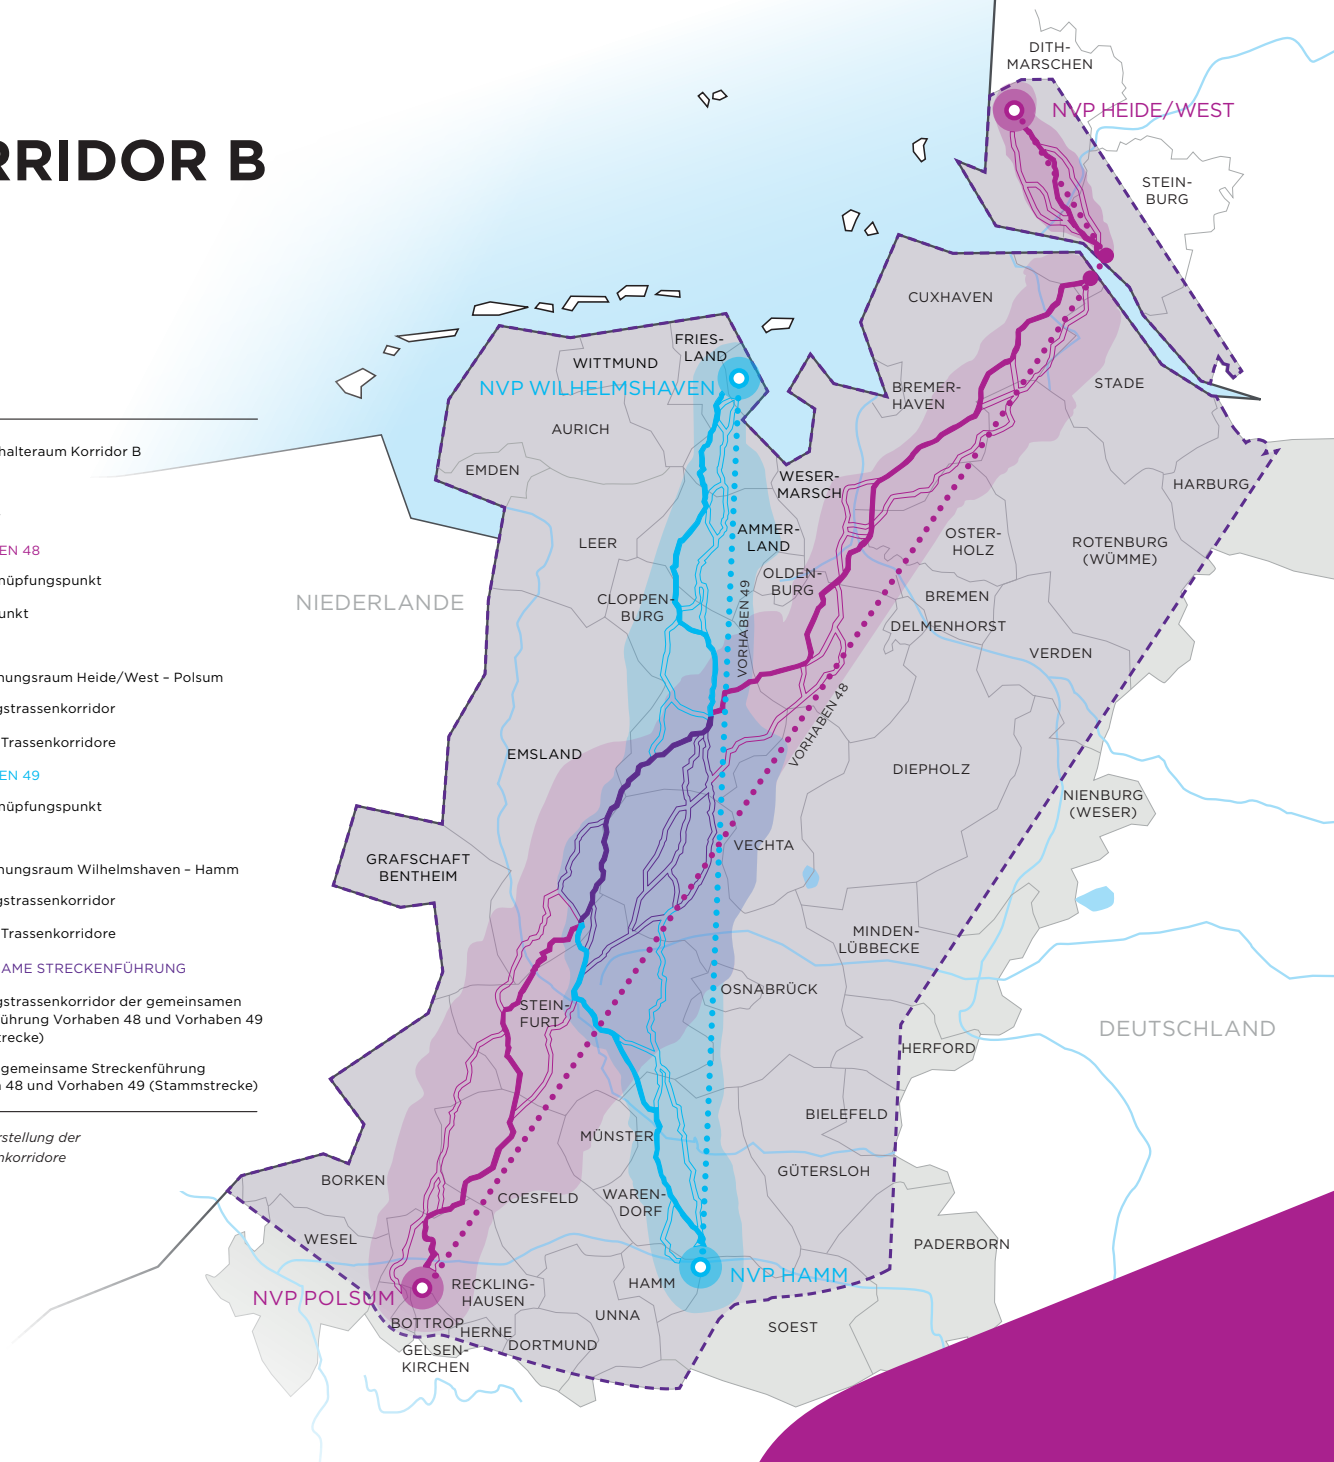 RRIDOR B
halteraum Korridor B
EN 48
nüpfungspunkt
unkt
nungsraum Heide/West – Polsum
gstrassenkorridor
Trassenkorridore
EN 49
nüpfungspunkt
nungsraum Wilhelmshaven – Hamm
gstrassenkorridor
Trassenkorridore
AME STRECKENFÜHRUNG
gstrassenkorridor der gemeinsamen
ührung Vorhaben 48 und Vorhaben 49
trecke)
gemeinsame Streckenführung
n 48 und Vorhaben 49 (Stammstrecke)
rstellung der
nkorridore
DITH-
MARSCHEN
NVP HEIDE/WEST
STEIN-
BURG
CUXHAVEN
FRIES-
LAND
WITTMUND
NVP WILHELMSHAVEN
BREMER-
HAVEN
STADE
AURICH
EMDEN
WESER-
MARSCH
HARBURG
AMMER-
LAND
LEER
OSTER-
HOLZ
ROTENBURG
(WÜMME)
OLDEN-
BURG
NIEDERLANDE
CLOPPEN-
BURG
BREMEN
DELMENHORST
VORHABEN 49
VERDEN
VORHABEN 48
EMSLAND
DIEPHOLZ
NIENBURG
(WESER)
VECHTA
GRAFSCHAFT
BENTHEIM
MINDEN-
LÜBBECKE
OSNABRÜCK
STEIN-
FURT
DEUTSCHLAND
HERFORD
BIELEFELD
MÜNSTER
GÜTERSLOH
BORKEN
COESFELD
WAREN-
DORF
WESEL
PADERBORN
NVP HAMM
HAMM
RECKLING-
HAUSEN
NVP POLSUM
UNNA
BOTTROP
HERNE
SOEST
DORTMUND
GELSEN-
KIRCHEN